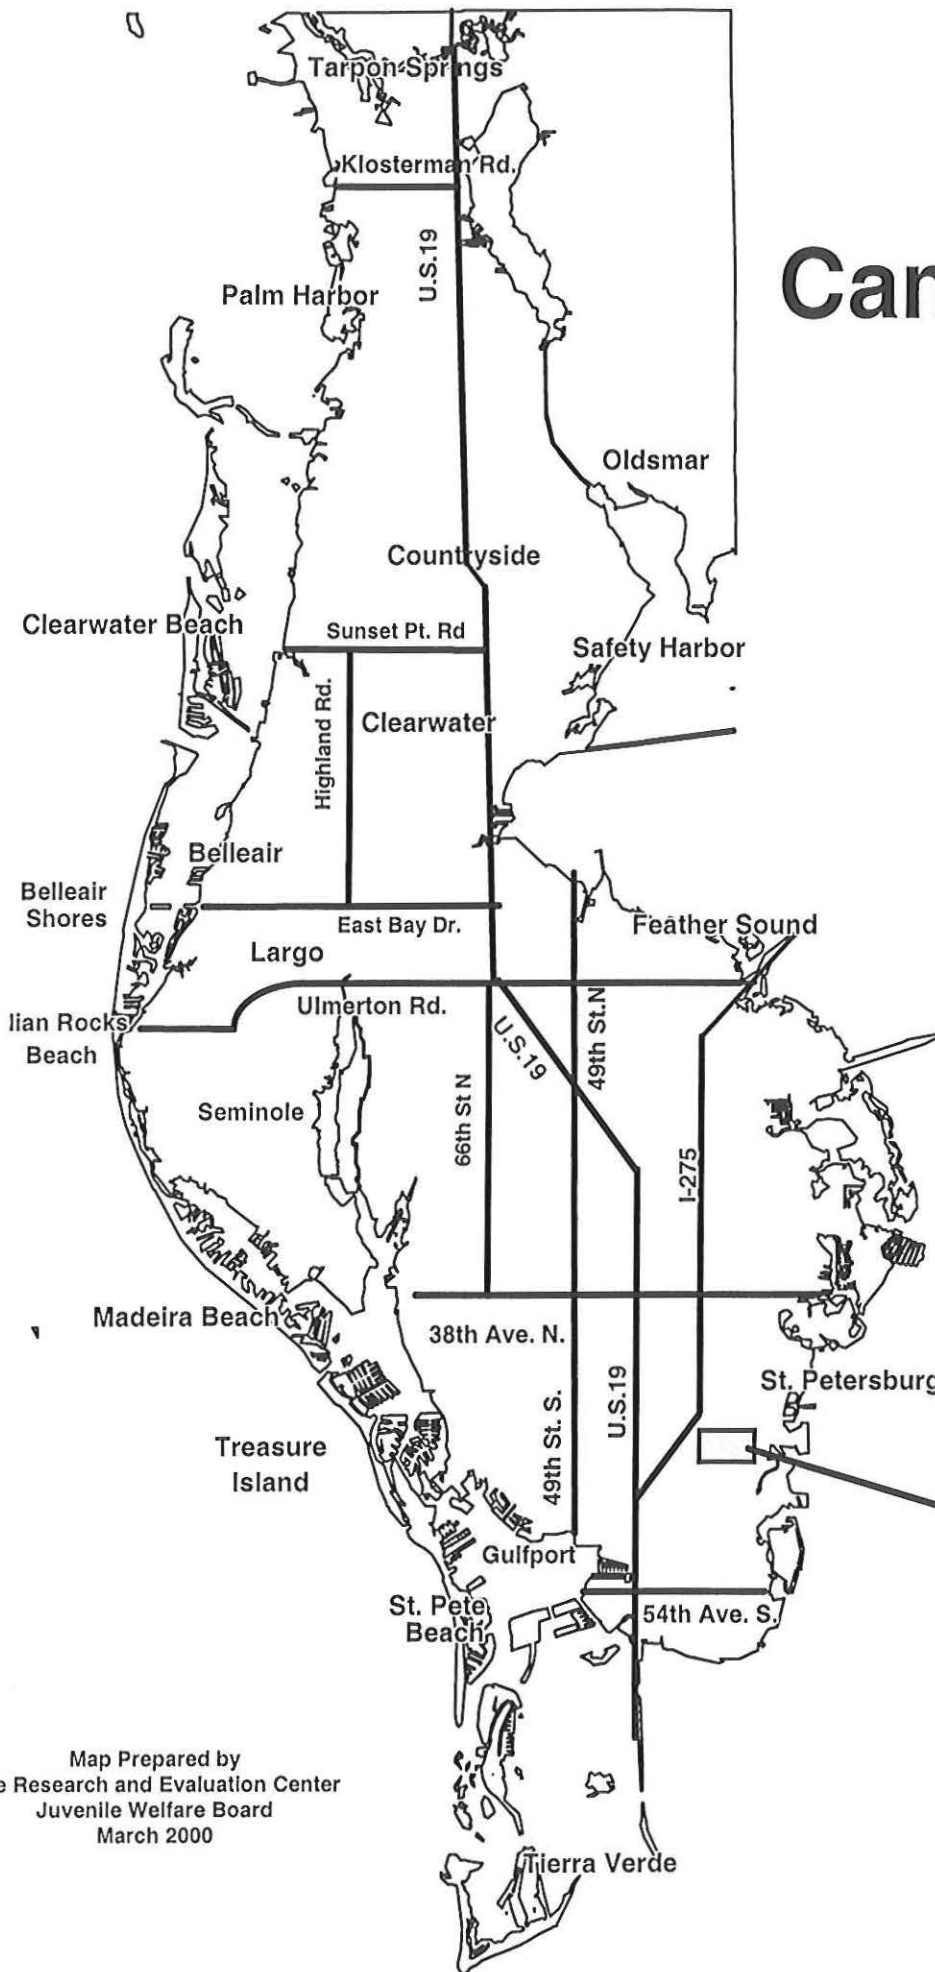 Tarpon Springs
Klosterman Rd.
U.S.19
Can
Palm Harbor
Oldsmar
Countryside
Clearwater Beach
Sunset Pt. Rd
Safety Harbor
Highland Rd.
Clearwater
Belleair
Belleair
Shores
East Bay Dr.
Feather Sound
Largo
Ulmerton Rd.
lian Rocks
Beach
U.S.19
49th St.N
Seminole
66th St N
I-275
Madeira Beach
38th Ave. N.
St. Petersburg
U.S.19
49th St. S.
Treasure
Island
Gulfport
St. Pete
Beach
54th Ave. S.
Map Prepared by
e Research and Evaluation Center
Juvenile Welfare Board
March 2000
Tierra Verde